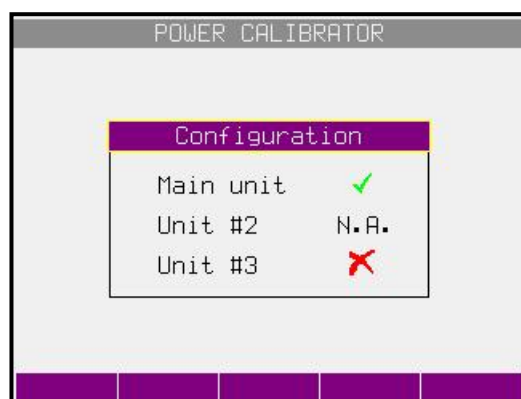 POWER CALIBRATOR
Configuration
Main unit ✓
Unit #2 N.A.
Unit #3 ✗